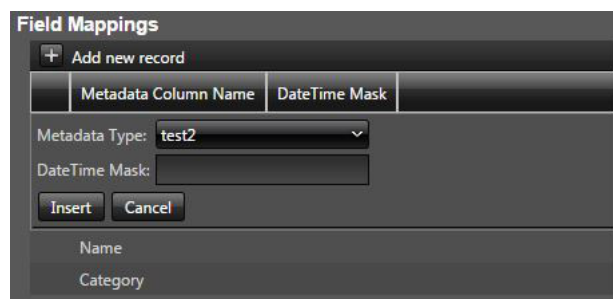 Field Mappings
+ Add new record
Metadata Column Name DateTime Mask
Metadata Type: test2
DateTime Mask:
Insert Cancel
Name
Category